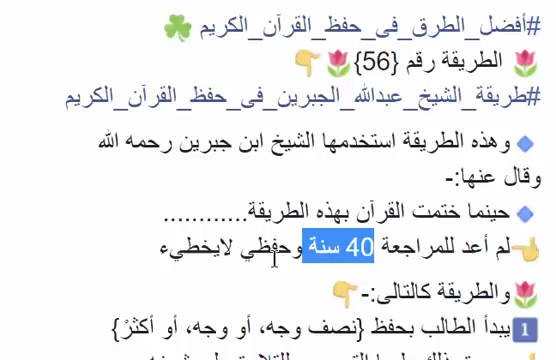 #أفضل_الطرق_فى_حفظ_القرآن_الكريم ☘️
🌷 الطريقة رقم {56}🌷👇
#طريقة_الشيخ_عبدالله_الجبرين_فى_حفظ_القرآن_الكريم
🔹وهذه الطريقة استخدمها الشيخ ابن جبرين رحمه الله
وقال عنها:-
🔹حينما ختمت القرآن بهذه الطريقة............
👈لم أعد للمراجعة 40 سنة وحفظي لايخطيء
🌷والطريقة كالتالى:-👇
1️⃣يبدأ الطالب بحفظ {نصف وجه، أو وجه، أو أكثرْ}